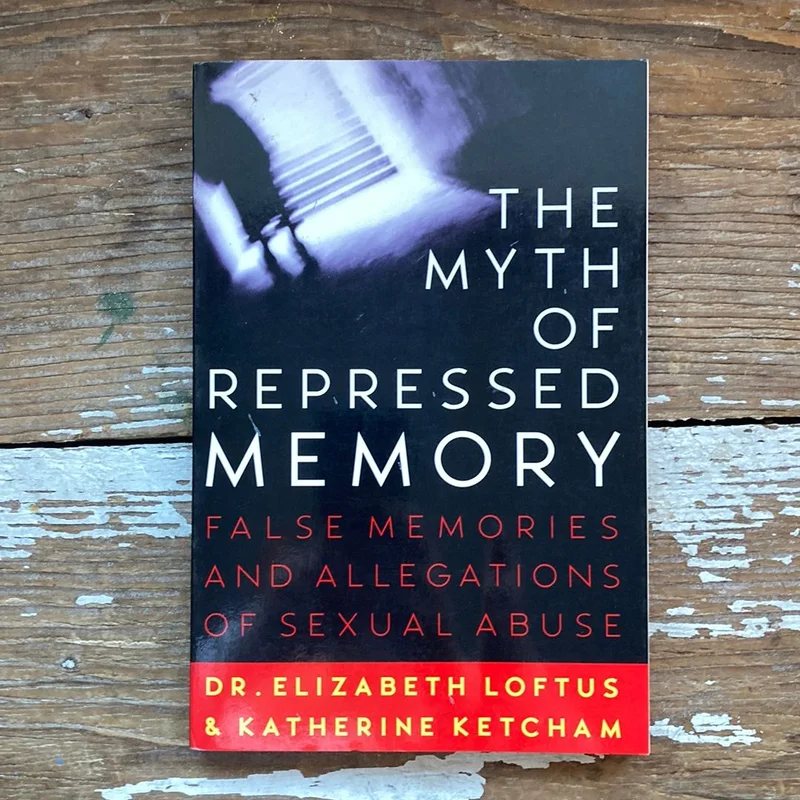 THE
MYTH
OF
REPRESSED
MEMORY
FALSE MEMORIES
AND ALLEGATIONS
OF SEXUAL ABUSE
DR. ELIZABETH LOFTUS
& KATHERINE KETCHAM